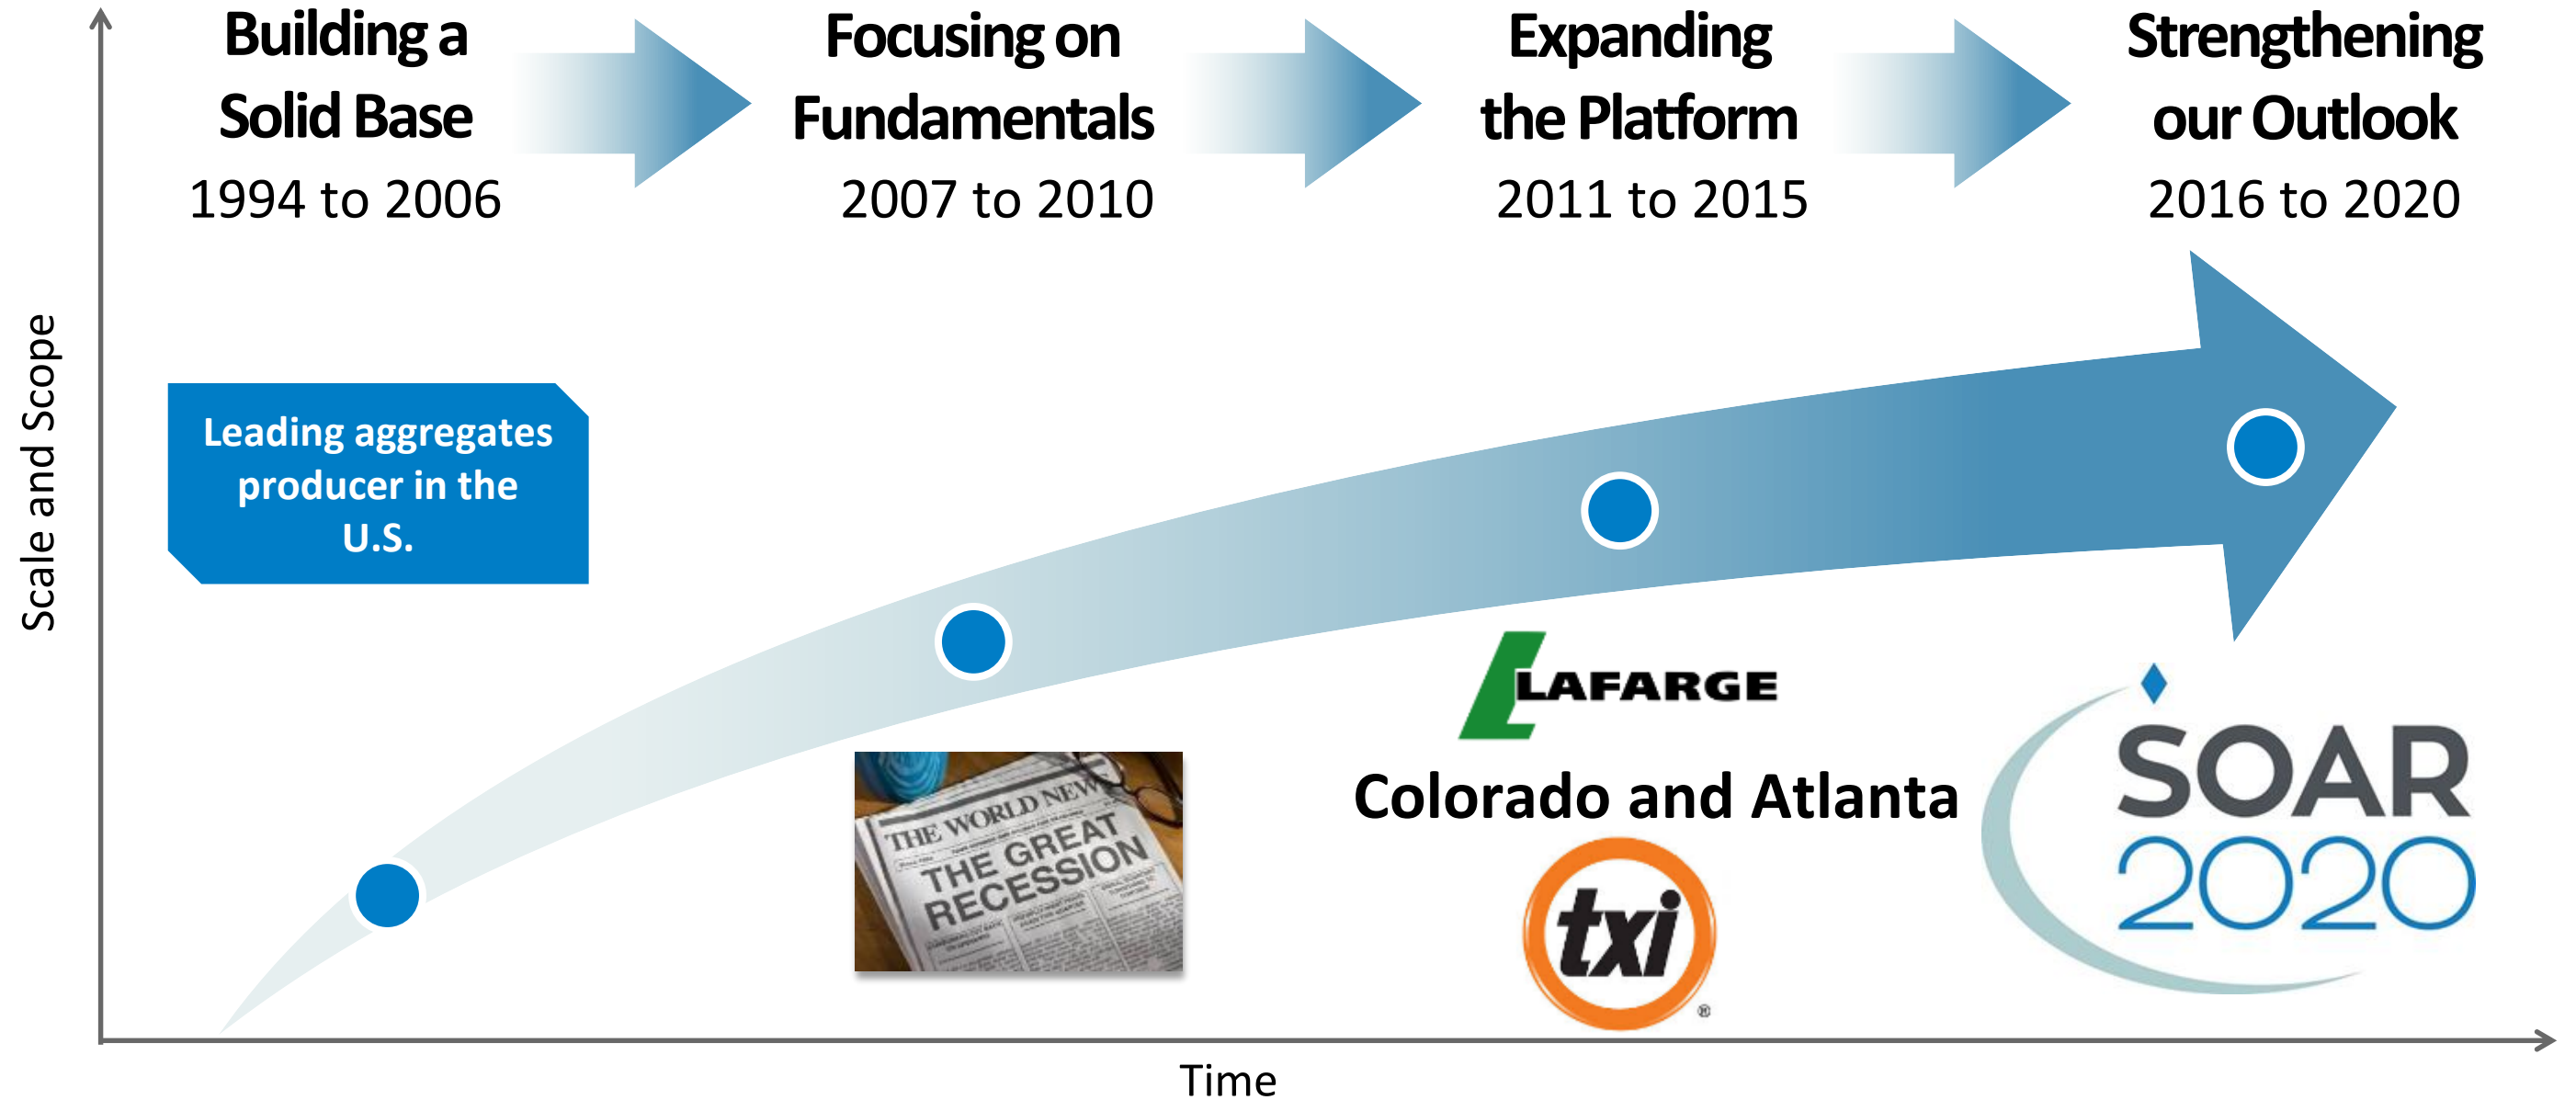 Building a
Solid Base
1994 to 2006
Focusing on
Fundamentals
2007 to 2010
Expanding
the Platform
2011 to 2015
Strengthening
our Outlook
2016 to 2020
Scale and Scope
Leading aggregates
producer in the
U.S.
THE WORLD NEW
THE GREAT
RECESSION
LAFARGE
Colorado and Atlanta
txi
®
SOAR
2020
Time